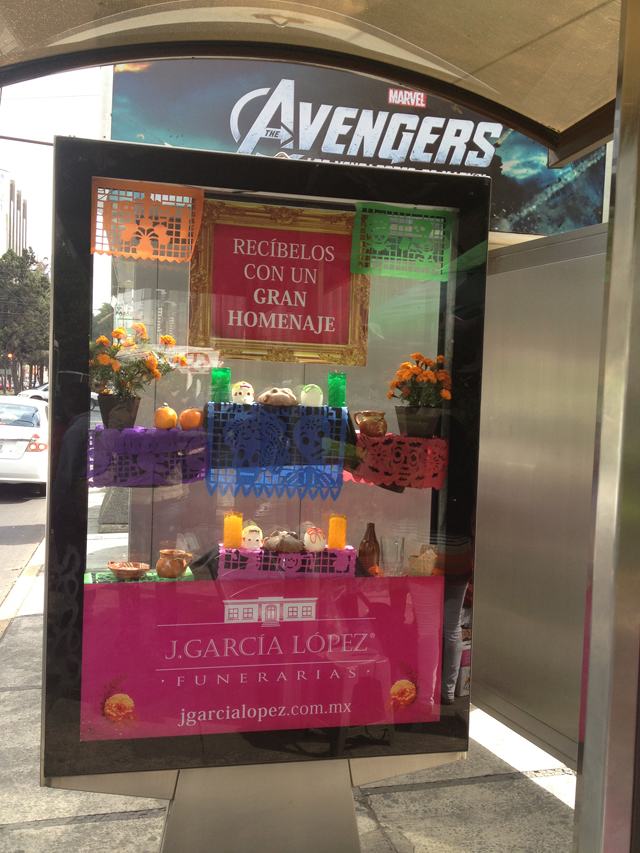 MARVEL
THE AVENGERS
RECÍBELOS
CON UN
GRAN
HOMENAJE
J.GARCÍA LÓPEZ®
· FUNERARIAS ·
jgarcialopez.com.mx